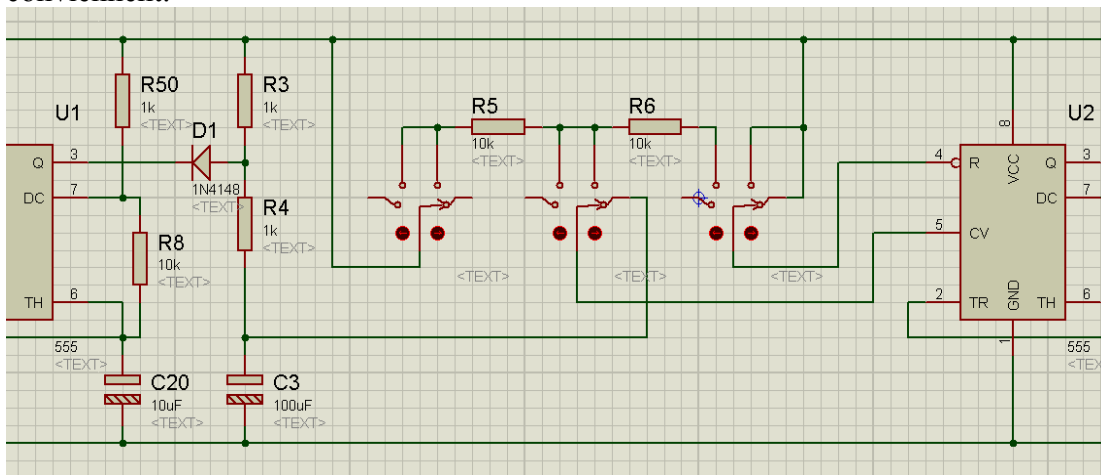 U1
R50
1k
<TEXT>
R3
1k
<TEXT>
D1
1N4148
<TEXT>
R4
1k
<TEXT>
R8
10k
<TEXT>
Q
3
DC
7
TH
6
555
<TEXT>
C20
10uF
<TEXT>
C3
100uF
<TEXT>
R5
10k
<TEXT>
R6
10k
<TEXT>
<TEXT>
<TEXT>
<TEXT>
U2
8
VCC
4
R
Q
3
DC
7
5
CV
2
TR
GND
1
TH
6
555